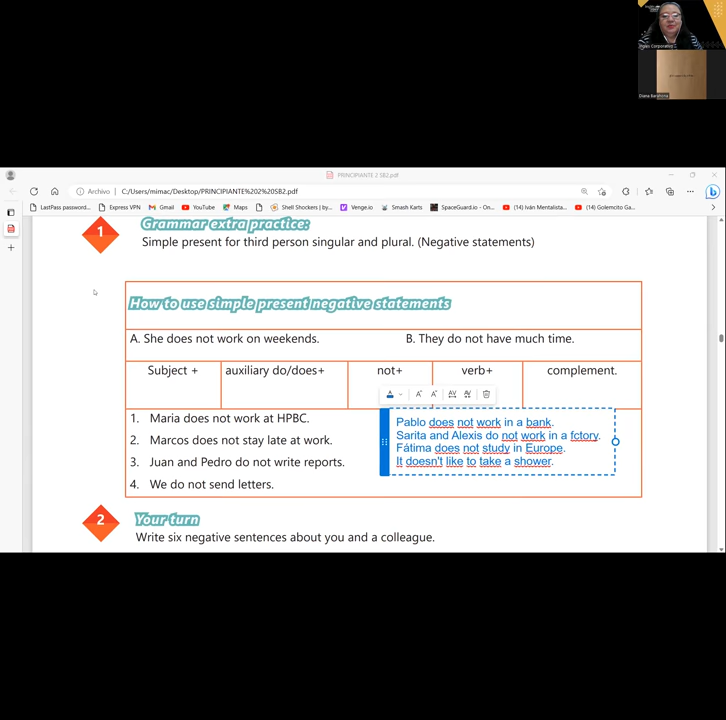 PRINCIPIANTE 2 SB2.pdf
Archivo | C:/Users/mimac/Desktop/PRINCIPIANTE%202%20SB2.pdf
LastPass password... Express VPN Gmail YouTube Maps Shell Shockers | by... Venge.io Smash Karts SpaceGuard.io - On... (14) Iván Mentalista... (14) Golemcito Ga...
1 Grammar extra practice:
Simple present for third person singular and plural. (Negative statements)
How to use simple present negative statements
A. She does not work on weekends. B. They do not have much time.
Subject + auxiliary do/does+ not+ verb+ complement.
1. Maria does not work at HPBC.
2. Marcos does not stay late at work.
3. Juan and Pedro do not write reports.
4. We do not send letters.
Pablo does not work in a bank.
Sarita and Alexis do not work in a fctory.
Fátima does not study in Europe.
It doesn't like to take a shower.
2 Your turn
Write six negative sentences about you and a colleague.